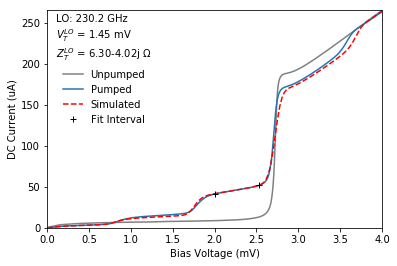 LO: 230.2 GHz
V_T^{LO} = 1.45 mV
Z_T^{LO} = 6.30-4.02j Ω
Unpumped
Pumped
Simulated
Fit Interval
DC Current (uA)
250
200
150
100
50
0
0.0 0.5 1.0 1.5 2.0 2.5 3.0 3.5 4.0
Bias Voltage (mV)